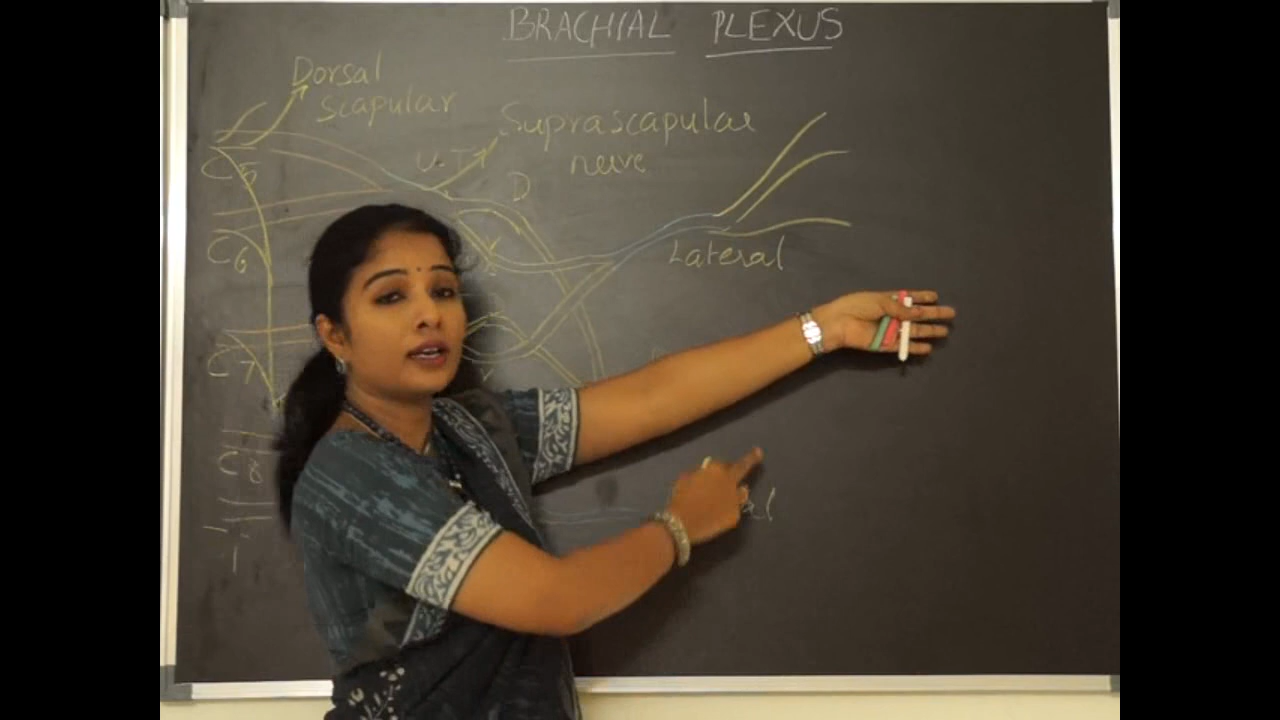 BRACHIAL PLEXUS
Dorsal
scapular
Suprascapular
nerve
U.T
D
C5
C6
Lateral
C7
C8